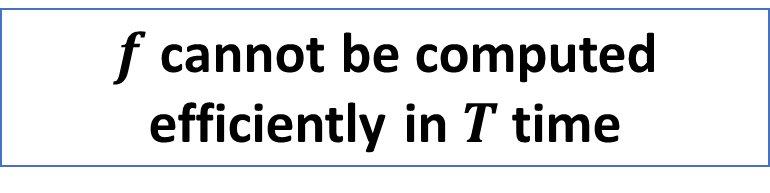 f cannot be computed
efficiently in T time